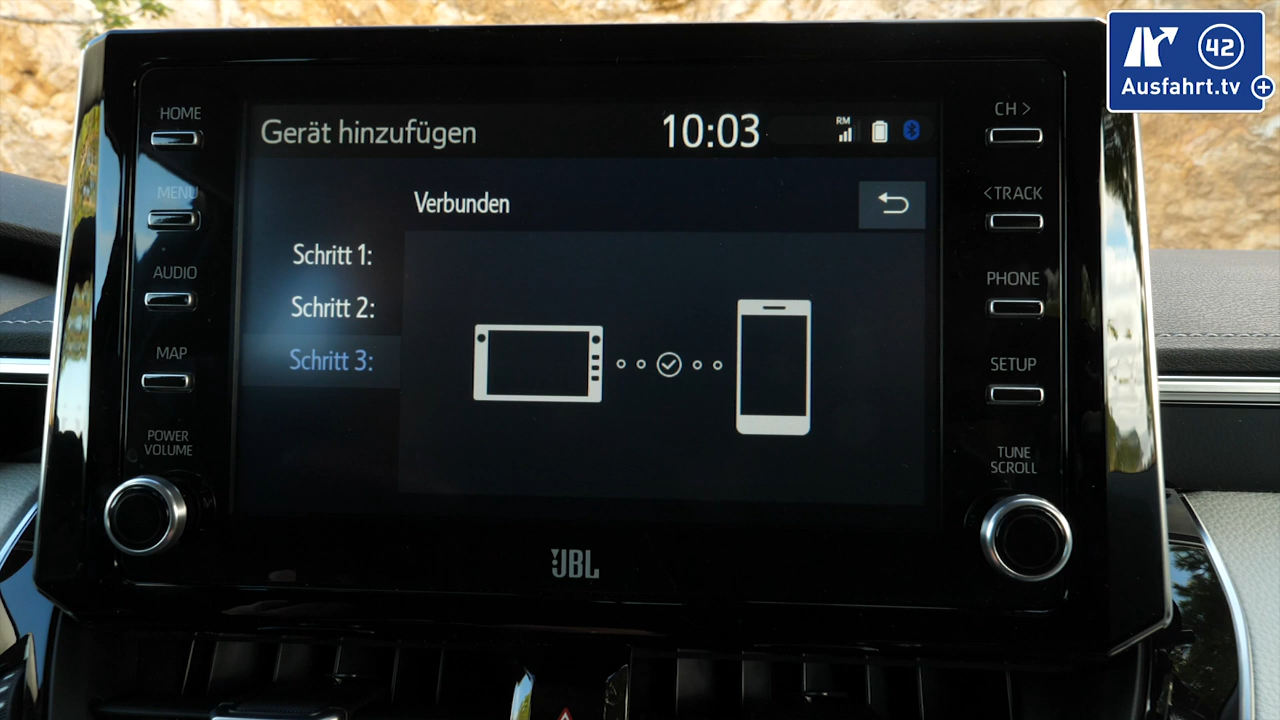 42
Ausfahrt.tv +
HOME
MENU
AUDIO
MAP
POWER
VOLUME
Gerät hinzufügen
10:03
RM
Verbunden
Schritt 1:
Schritt 2:
Schritt 3:
JBL
CH >
< TRACK
PHONE
SETUP
TUNE
SCROLL